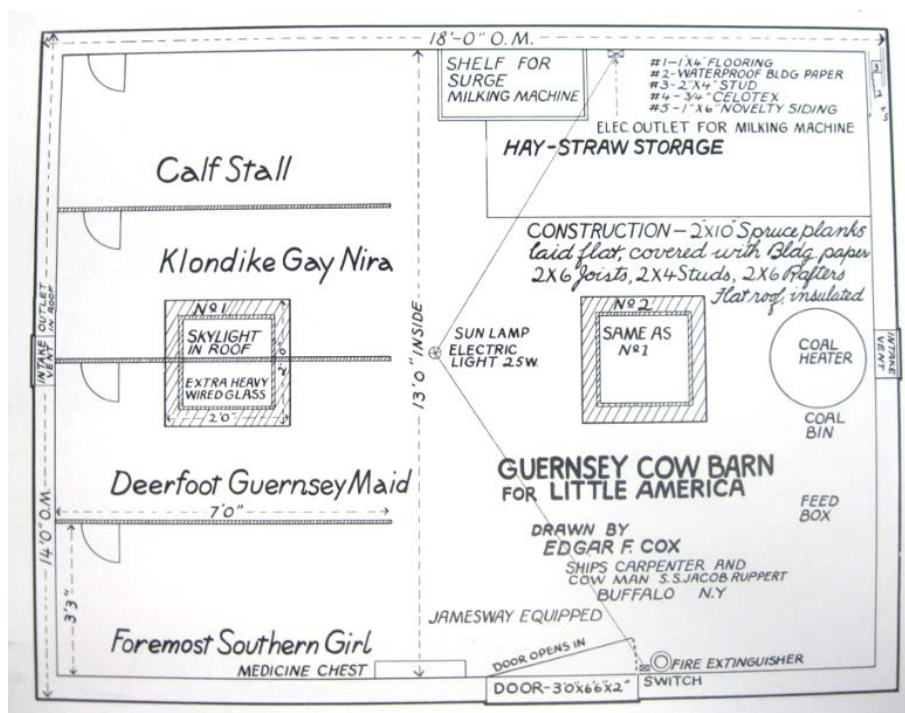 18'-0" O.M.
SHELF FOR
SURGE
MILKING MACHINE
#1-1"X4" FLOORING
#2-WATERPROOF BLDG PAPER
#3-2"X4" STUD
#4-3/4" CELOTEX
#5-1"X6" NOVELTY SIDING
ELEC. OUTLET FOR MILKING MACHINE
HAY-STRAW STORAGE
Calf Stall
Klondike Gay Nira
CONSTRUCTION - 2"X10" Spruce planks
laid flat, covered with Bldg. paper
2X6 Joists, 2X4 Studs, 2X6 Rafters
Flat roof, insulated
OUTLET
IN ROOF
INTAKE
VENT
Nº1
SKYLIGHT
IN ROOF
EXTRA HEAVY
WIRED GLASS
2'0"
2'0"
13'0" INSIDE
SUN LAMP
ELECTRIC
LIGHT 25W.
Nº2
SAME AS
Nº1
COAL
HEATER
INTAKE
VENT
COAL
BIN
Deerfoot Guernsey Maid
7'0"
GUERNSEY COW BARN
FOR LITTLE AMERICA
FEED
BOX
DRAWN BY
EDGAR F. COX
SHIPS CARPENTER AND
COW MAN S.S. JACOB RUPPERT
BUFFALO N.Y
14'0" O.M.
3'3"
JAMESWAY EQUIPPED
Foremost Southern Girl
MEDICINE CHEST
DOOR OPENS IN
FIRE EXTINGUISHER
SWITCH
DOOR-3'0"X6'6"X2"